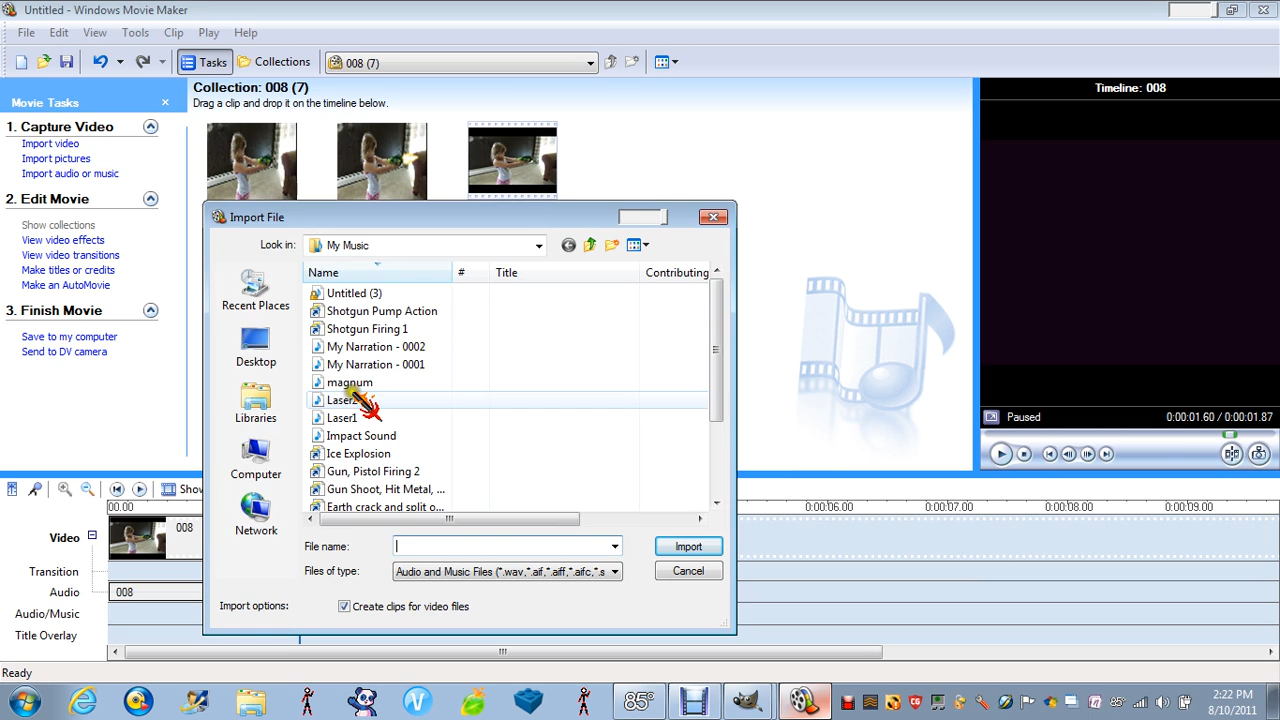 Untitled - Windows Movie Maker
File Edit View Tools Clip Play Help
Tasks Collections 008 (7)
Movie Tasks
1. Capture Video
Import video
Import pictures
Import audio or music
2. Edit Movie
Show collections
View video effects
View video transitions
Make titles or credits
Make an AutoMovie
3. Finish Movie
Save to my computer
Send to DV camera
Collection: 008 (7)
Drag a clip and drop it on the timeline below.
Timeline: 008
Paused 0:00:01.60 / 0:00:01.87
Import File
Look in: My Music
Recent Places
Desktop
Libraries
Computer
Network
Name # Title Contributing
Untitled (3)
Shotgun Pump Action
Shotgun Firing 1
My Narration - 0002
My Narration - 0001
magnum
Laser2
Laser1
Impact Sound
Ice Explosion
Gun, Pistol Firing 2
Gun Shoot, Hit Metal, ...
Earth crack and split o...
File name: Import
Files of type: Audio and Music Files (*.wav,*.aif,*.aiff,*.aifc,*.s Cancel
Import options: Create clips for video files
Show
00.00 0:00:06.00 0:00:07.00 0:00:08.00 0:00:09.00
Video 008
Transition
Audio 008
Audio/Music
Title Overlay
Ready
85° 85° 2:22 PM
8/10/2011